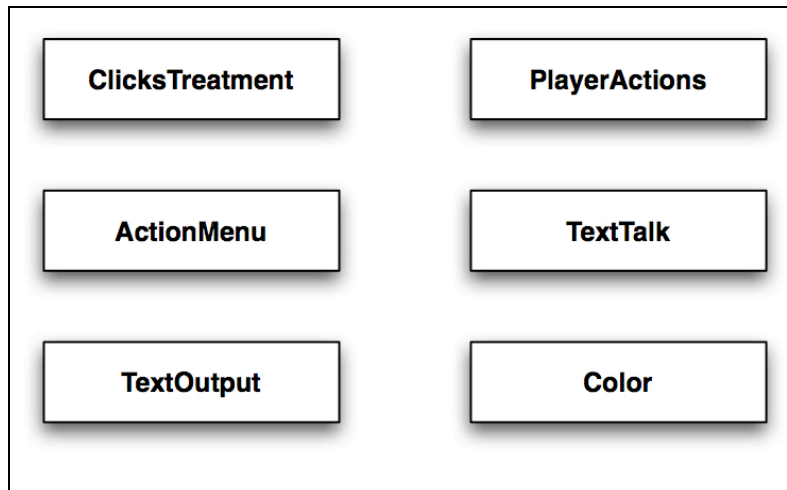 ClicksTreatment
PlayerActions
ActionMenu
TextTalk
TextOutput
Color